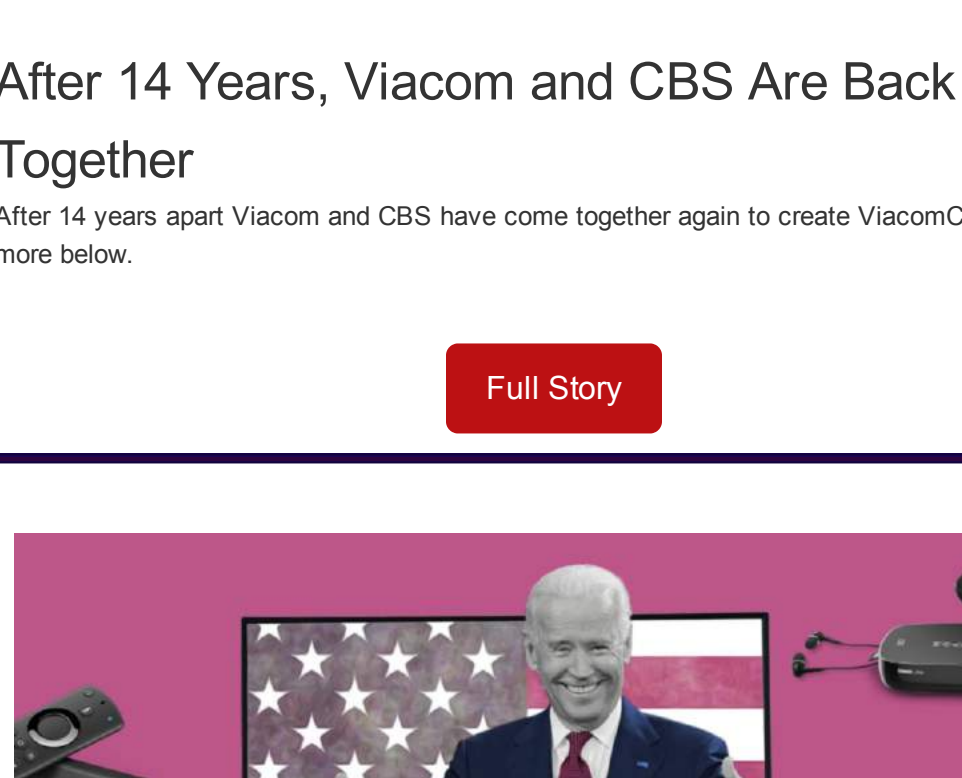 After 14 Years, Viacom and CBS Are Back
Together
After 14 years apart Viacom and CBS have come together again to create ViacomC
more below.
Full Story